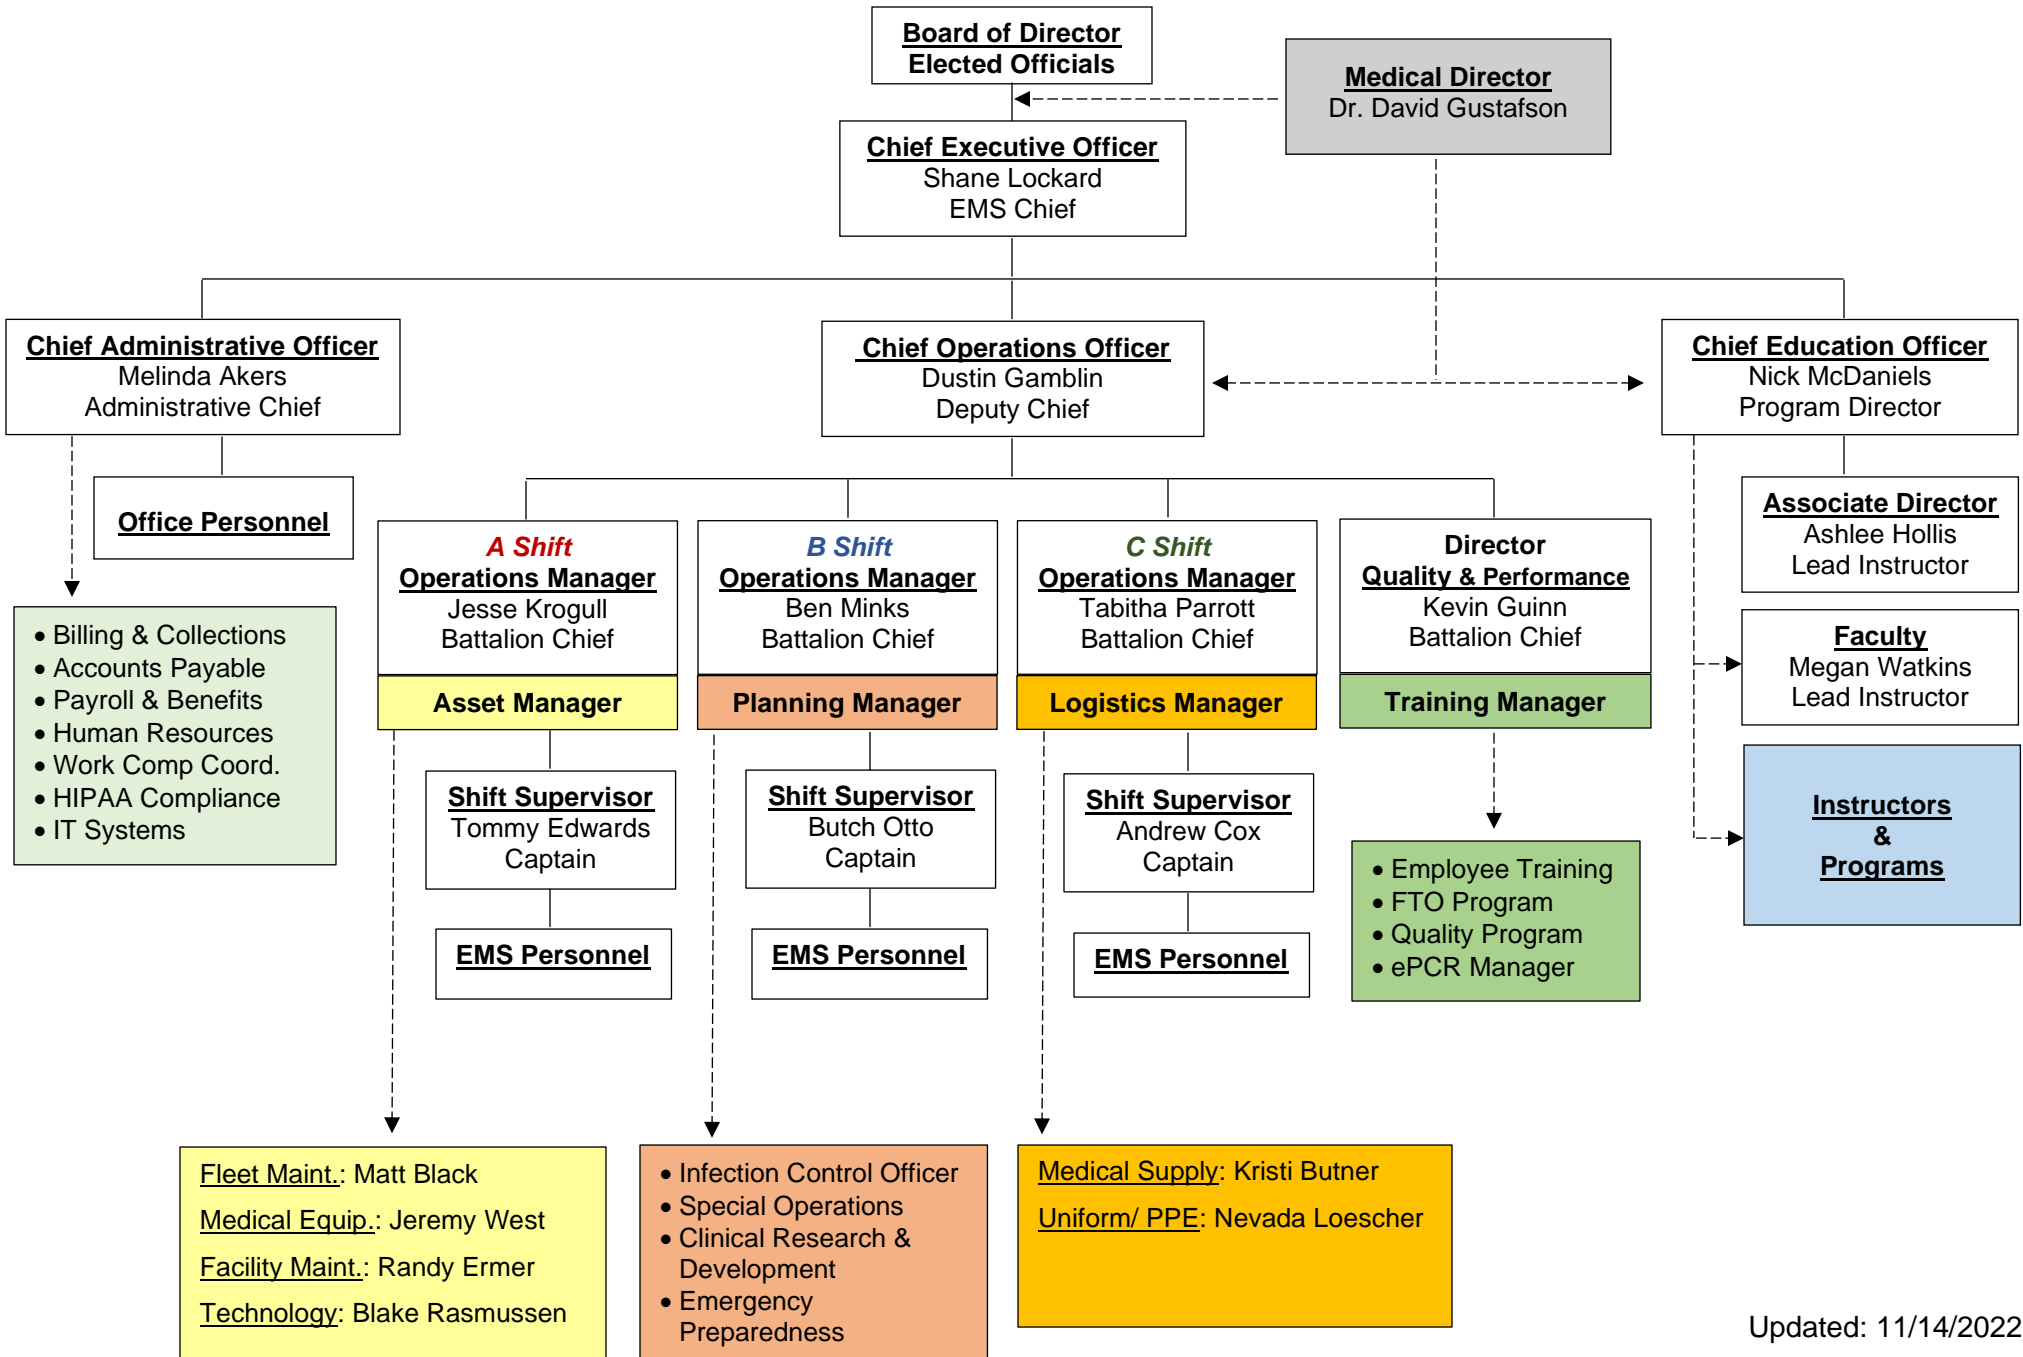 Board of Director
Elected Officials
Medical Director
Dr. David Gustafson
Chief Executive Officer
Shane Lockard
EMS Chief
Chief Administrative Officer
Melinda Akers
Administrative Chief
Chief Operations Officer
Dustin Gamblin
Deputy Chief
Chief Education Officer
Nick McDaniels
Program Director
Office Personnel
• Billing & Collections
• Accounts Payable
• Payroll & Benefits
• Human Resources
• Work Comp Coord.
• HIPAA Compliance
• IT Systems
A Shift
Operations Manager
Jesse Krogull
Battalion Chief
Asset Manager
B Shift
Operations Manager
Ben Minks
Battalion Chief
Planning Manager
C Shift
Operations Manager
Tabitha Parrott
Battalion Chief
Logistics Manager
Director
Quality & Performance
Kevin Guinn
Battalion Chief
Training Manager
Associate Director
Ashlee Hollis
Lead Instructor
Faculty
Megan Watkins
Lead Instructor
Instructors
&
Programs
Shift Supervisor
Tommy Edwards
Captain
Shift Supervisor
Butch Otto
Captain
Shift Supervisor
Andrew Cox
Captain
• Employee Training
• FTO Program
• Quality Program
• ePCR Manager
EMS Personnel
EMS Personnel
EMS Personnel
Fleet Maint.: Matt Black
Medical Equip.: Jeremy West
Facility Maint.: Randy Ermer
Technology: Blake Rasmussen
• Infection Control Officer
• Special Operations
• Clinical Research &
Development
• Emergency
Preparedness
Medical Supply: Kristi Butner
Uniform/ PPE: Nevada Loescher
Updated: 11/14/2022